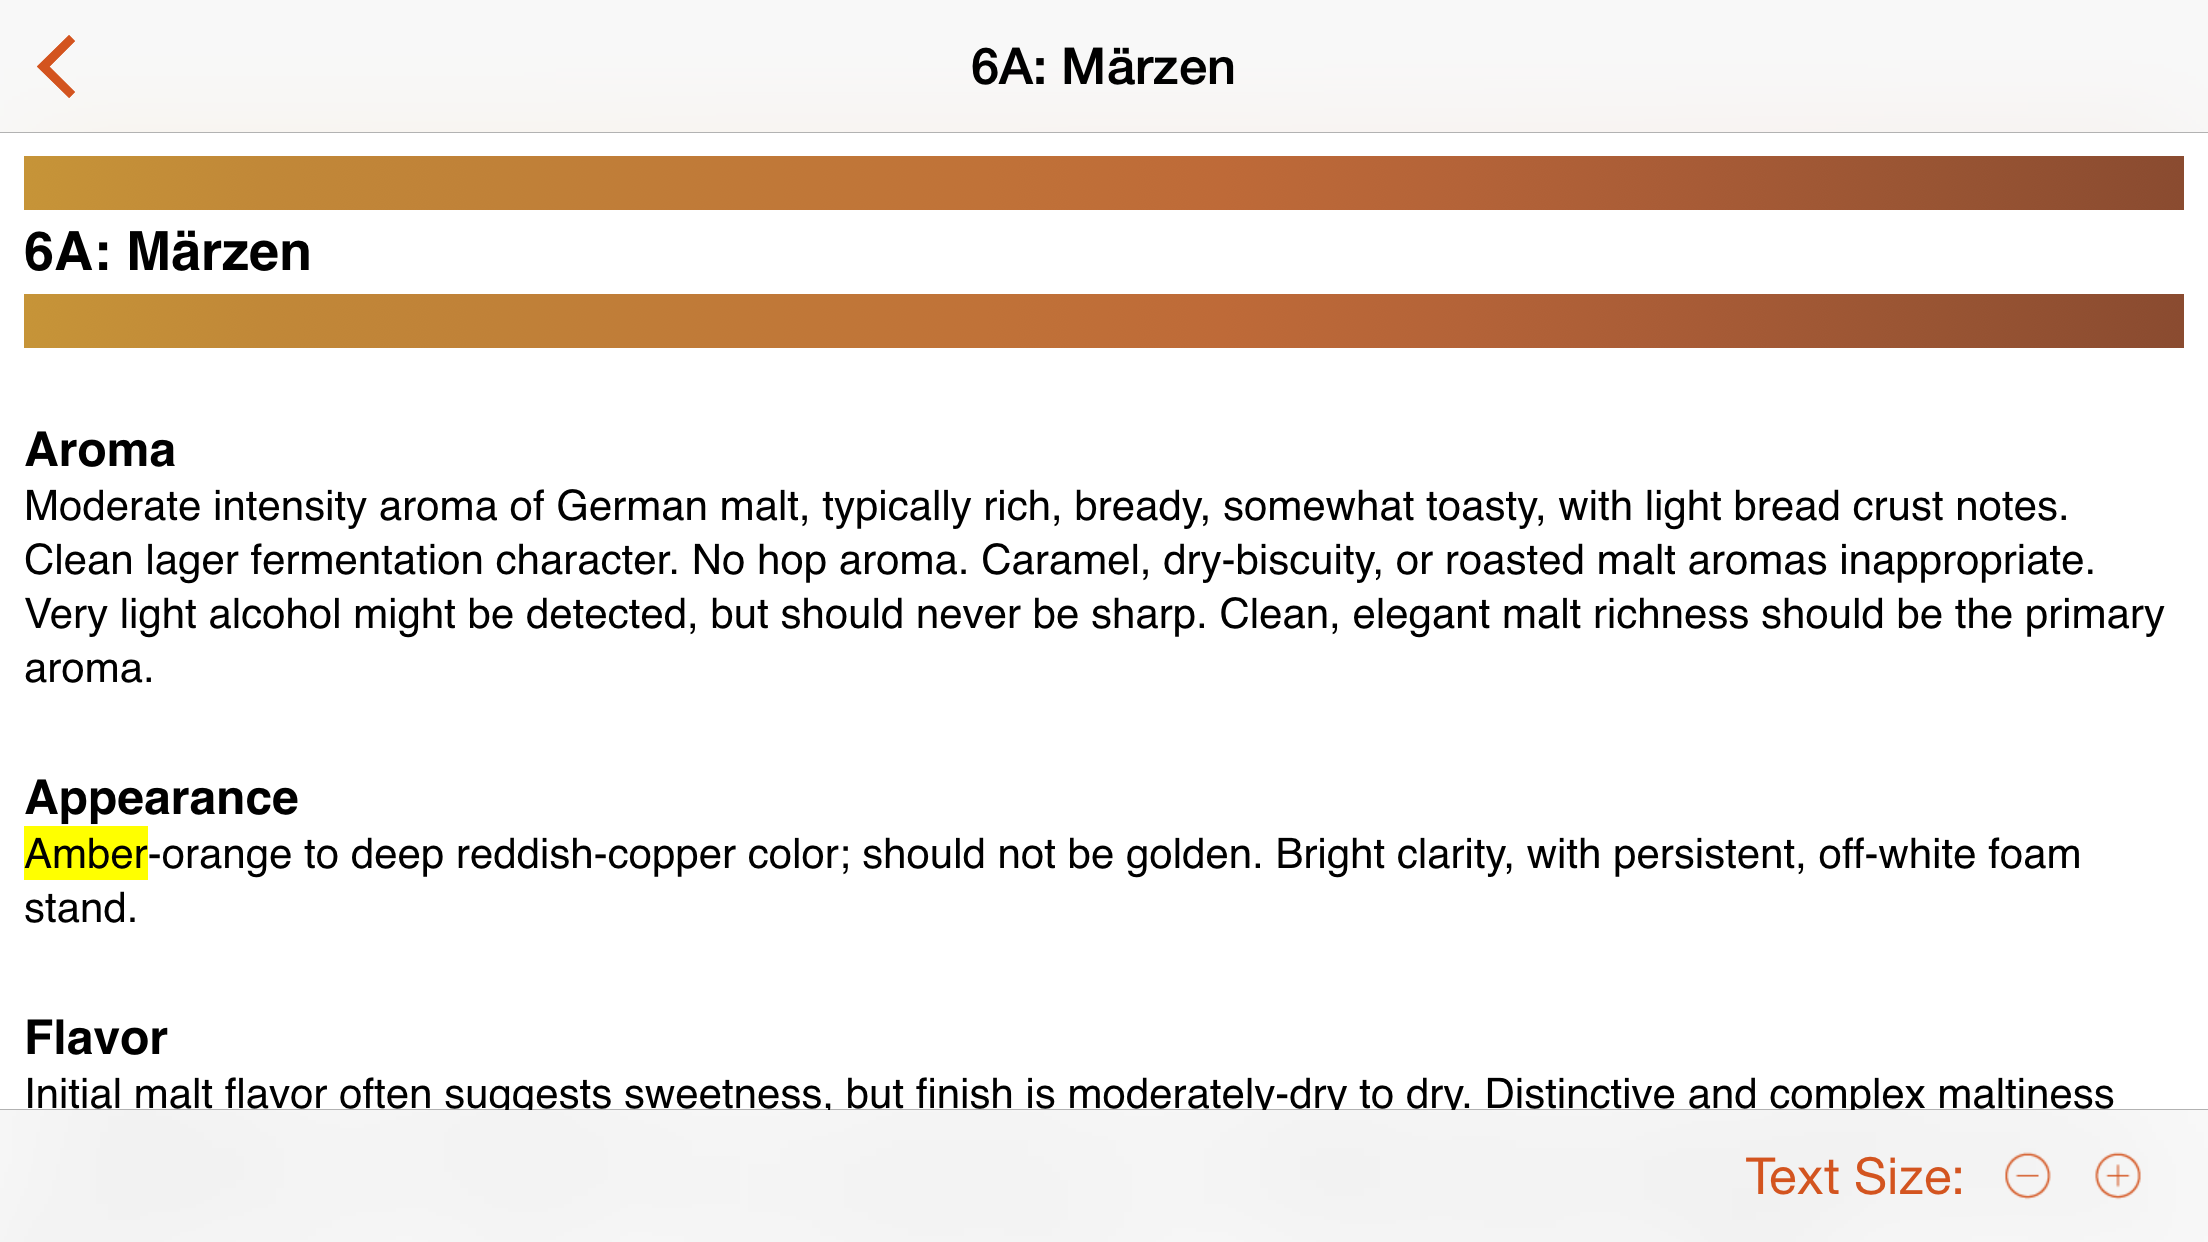 6A: Märzen
6A: Märzen
Aroma
Moderate intensity aroma of German malt, typically rich, bready, somewhat toasty, with light bread crust notes.
Clean lager fermentation character. No hop aroma. Caramel, dry-biscuity, or roasted malt aromas inappropriate.
Very light alcohol might be detected, but should never be sharp. Clean, elegant malt richness should be the primary
aroma.
Appearance
Amber-orange to deep reddish-copper color; should not be golden. Bright clarity, with persistent, off-white foam
stand.
Flavor
Initial malt flavor often suggests sweetness, but finish is moderately-dry to dry. Distinctive and complex maltiness
Text Size: